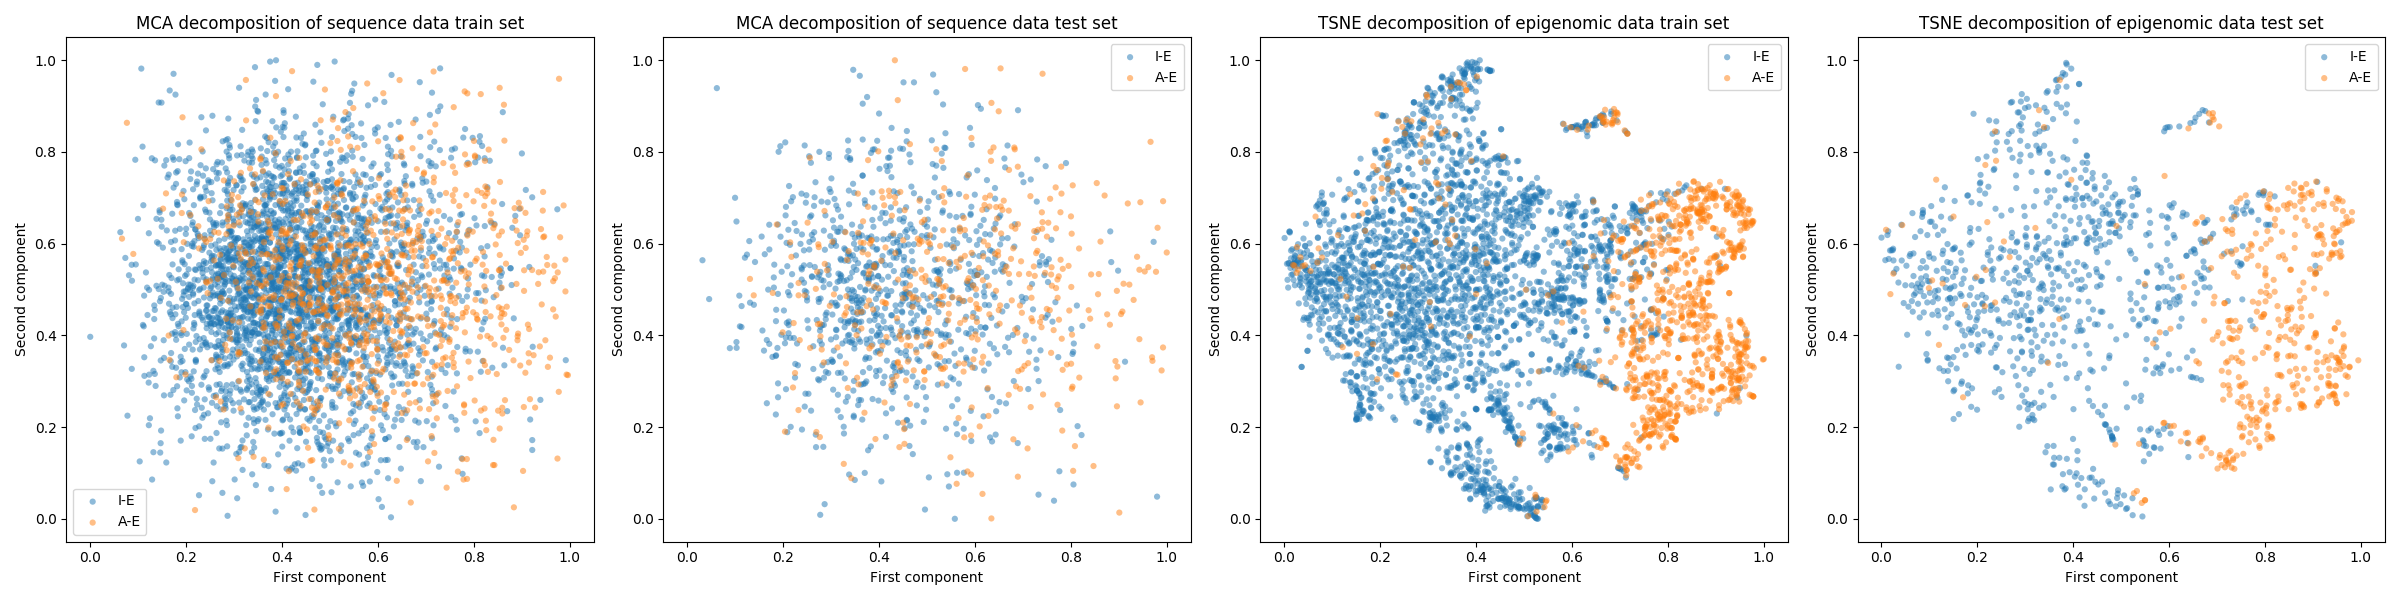 MCA decomposition of sequence data train set
1.0
0.8
0.6
0.4
0.2
0.0
Second component
I-E
A-E
0.0 0.2 0.4 0.6 0.8 1.0
First component
MCA decomposition of sequence data test set
I-E
A-E
1.0
0.8
0.6
0.4
0.2
0.0
Second component
0.0 0.2 0.4 0.6 0.8 1.0
First component
TSNE decomposition of epigenomic data train set
I-E
A-E
1.0
0.8
0.6
0.4
0.2
0.0
Second component
0.0 0.2 0.4 0.6 0.8 1.0
First component
TSNE decomposition of epigenomic data test set
I-E
A-E
1.0
0.8
0.6
0.4
0.2
0.0
Second component
0.0 0.2 0.4 0.6 0.8 1.0
First component